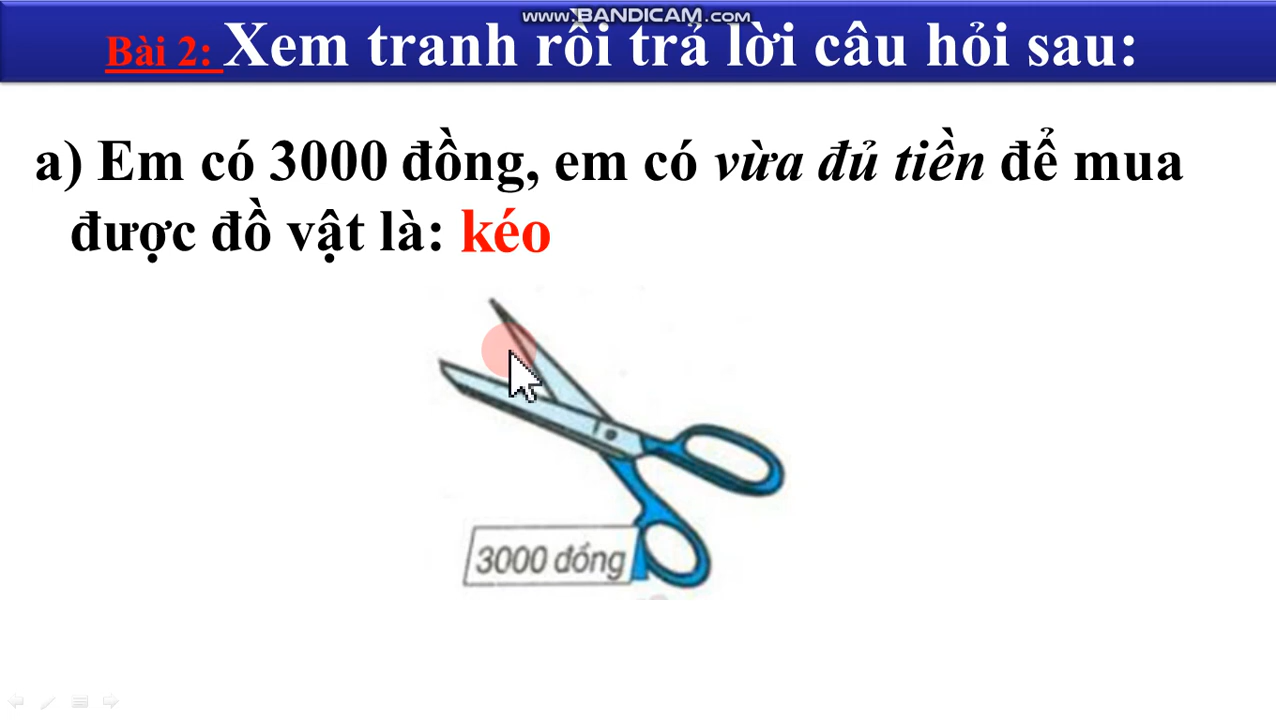 WWW.BANDICAM.COM
Bài 2: Xem tranh rồi trả lời câu hỏi sau:
a) Em có 3000 đồng, em có vừa đủ tiền để mua
được đồ vật là: kéo
3000 đồng